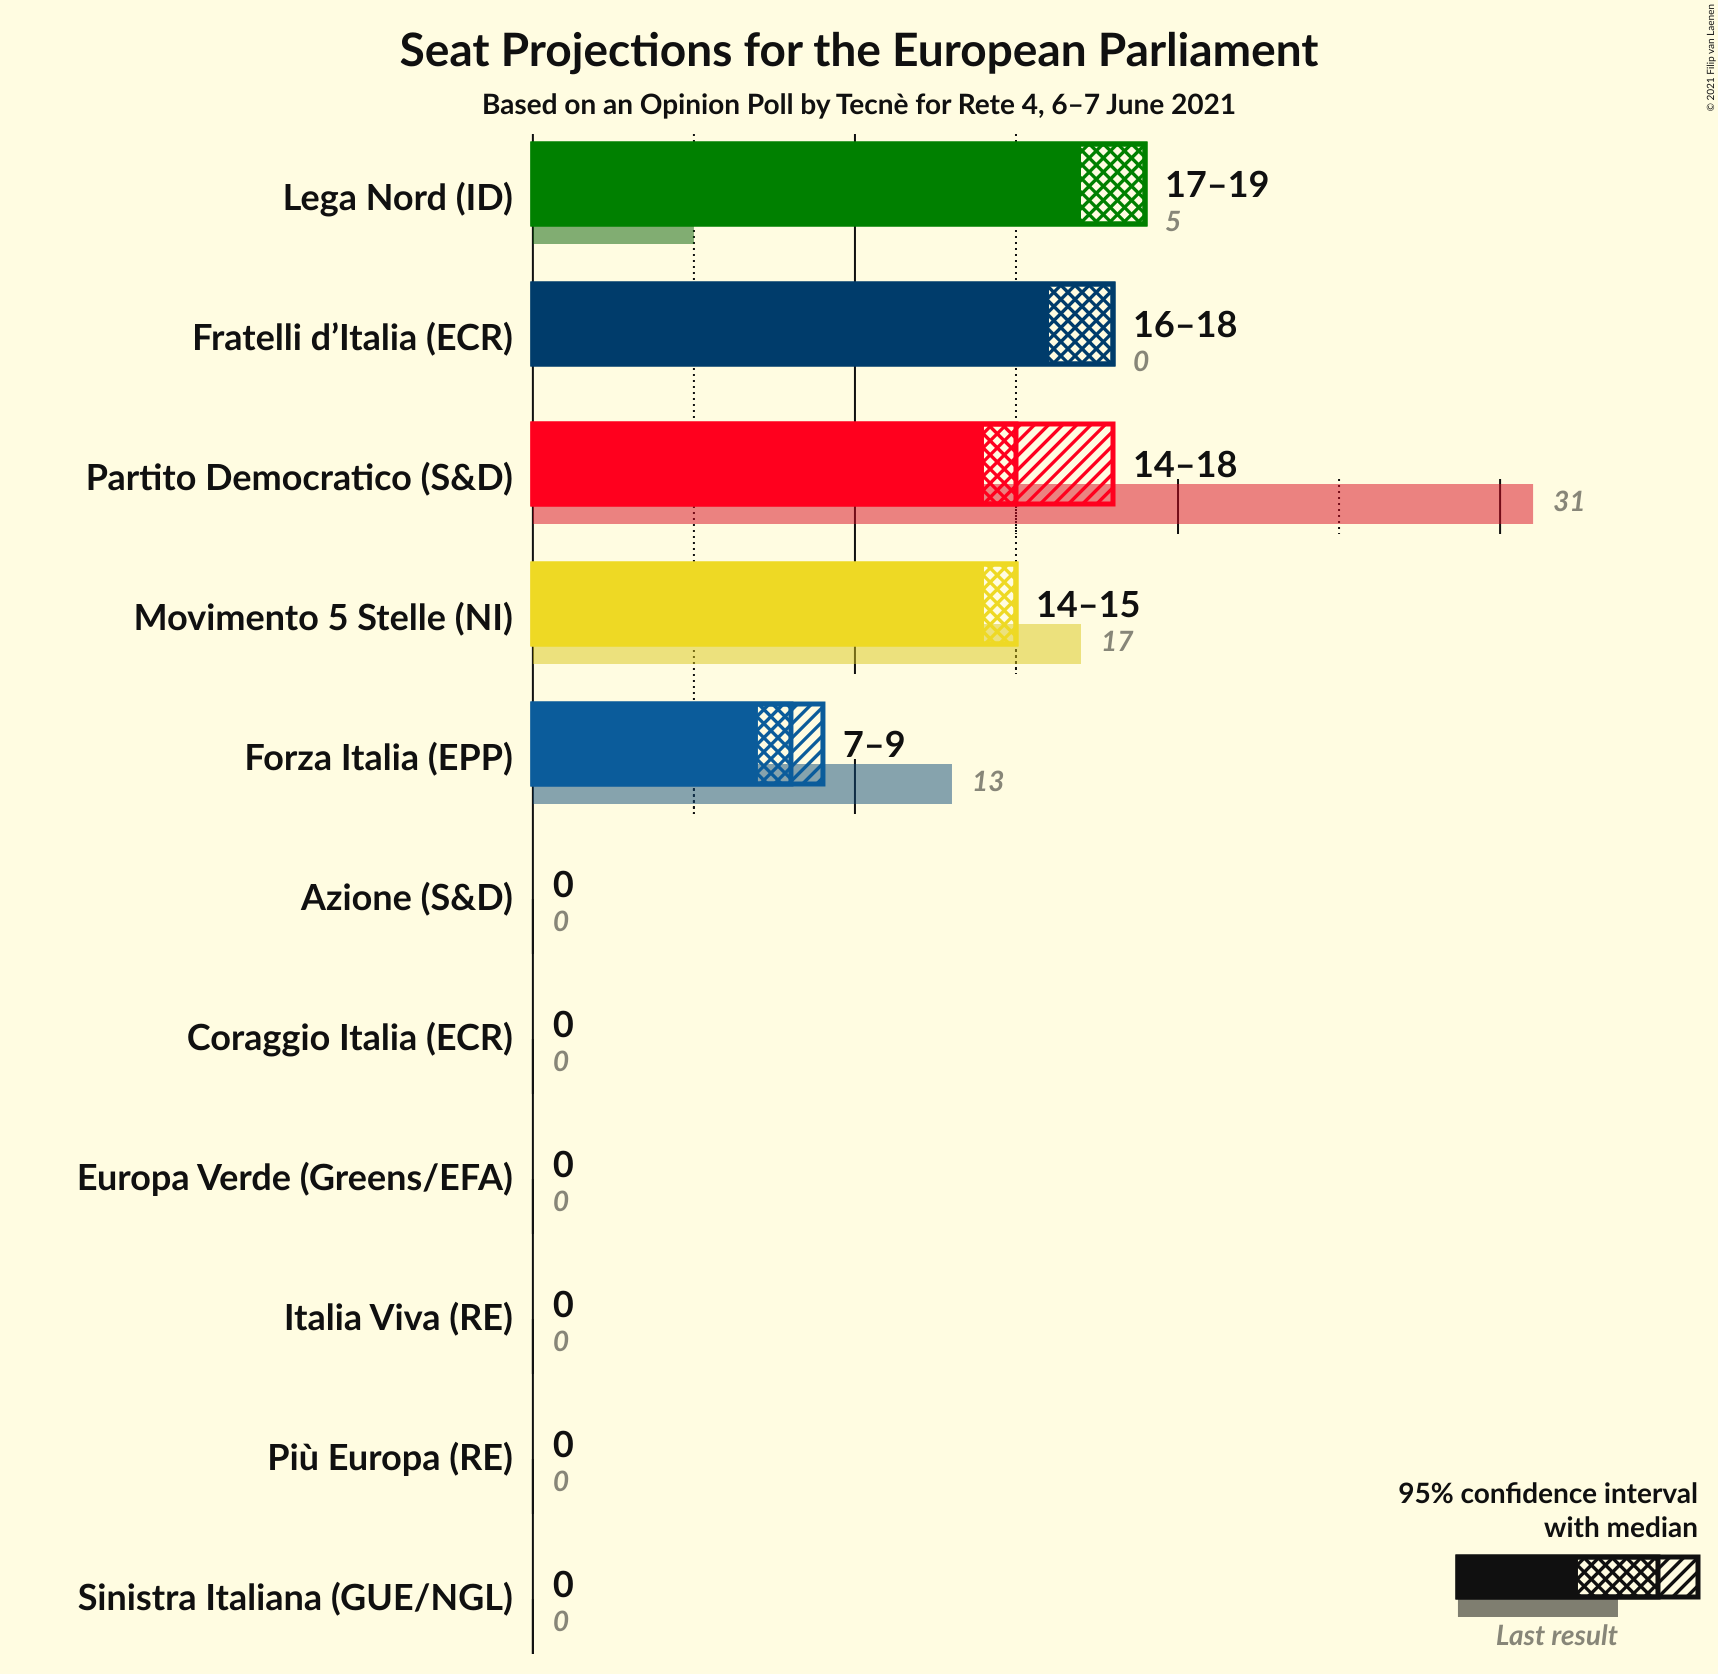 Seat Projections for the European Parliament
Based on an Opinion Poll by Tecnè for Rete 4, 6–7 June 2021
© 2021 Filip van Laenen
Lega Nord (ID)
17–19
5
Fratelli d’Italia (ECR)
16–18
0
Partito Democratico (S&D)
14–18
31
Movimento 5 Stelle (NI)
14–15
17
Forza Italia (EPP)
7–9
13
Azione (S&D)
0
0
Coraggio Italia (ECR)
0
0
Europa Verde (Greens/EFA)
0
0
Italia Viva (RE)
0
0
Più Europa (RE)
0
0
Sinistra Italiana (GUE/NGL)
0
0
95% confidence interval
with median
Last result